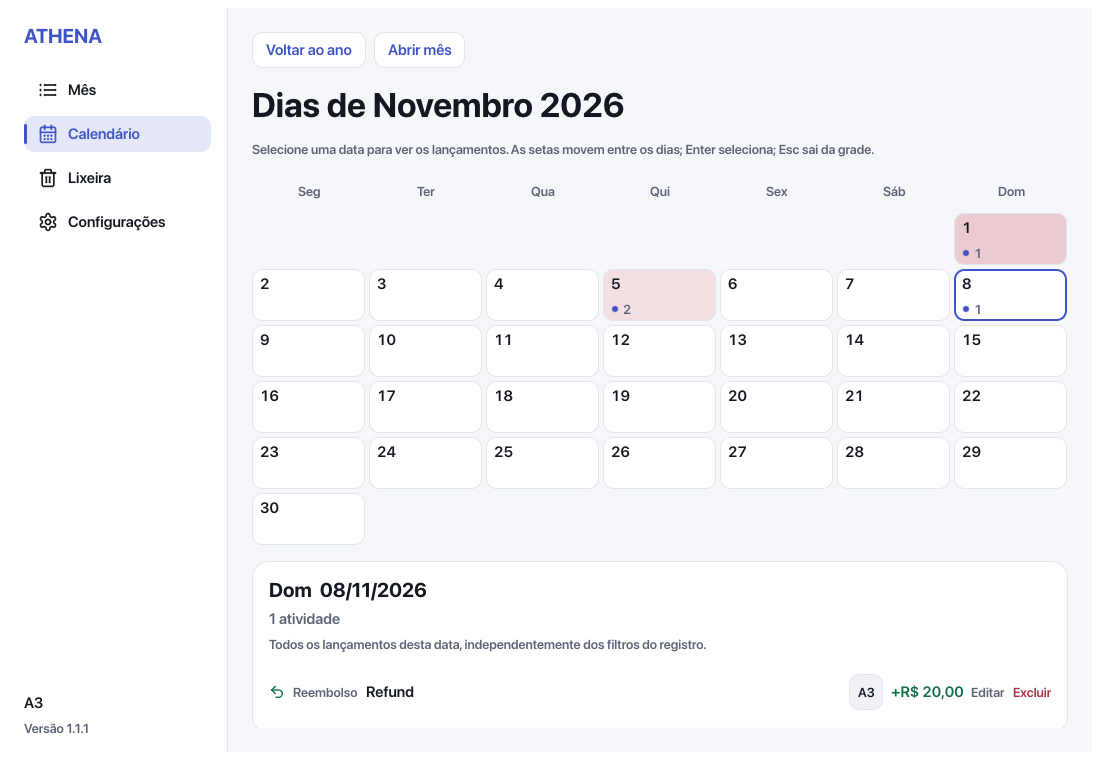 ATHENA
Mês
Calendário
Lixeira
Configurações
A3
Versão 1.1.1
Voltar ao ano Abrir mês
Dias de Novembro 2026
Selecione uma data para ver os lançamentos. As setas movem entre os dias; Enter seleciona; Esc sai da grade.
Seg Ter Qua Qui Sex Sáb Dom
1
1
2 3 4 5 6 7 8
2 1
9 10 11 12 13 14 15
16 17 18 19 20 21 22
23 24 25 26 27 28 29
30
Dom 08/11/2026
1 atividade
Todos os lançamentos desta data, independentemente dos filtros do registro.
Reembolso Refund A3 +R$ 20,00 Editar Excluir